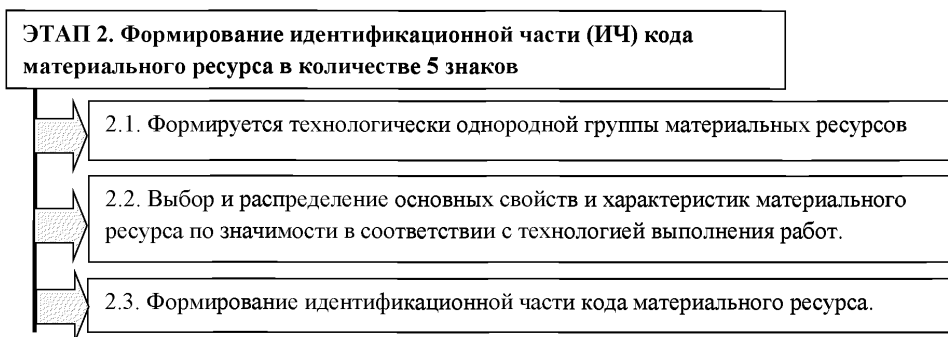 ЭТАП 2. Формирование идентификационной части (ИЧ) кода
материального ресурса в количестве 5 знаков
2.1. Формируется технологически однородной группы материальных ресурсов
2.2. Выбор и распределение основных свойств и характеристик материального
ресурса по значимости в соответствии с технологией выполнения работ.
2.3. Формирование идентификационной части кода материального ресурса.